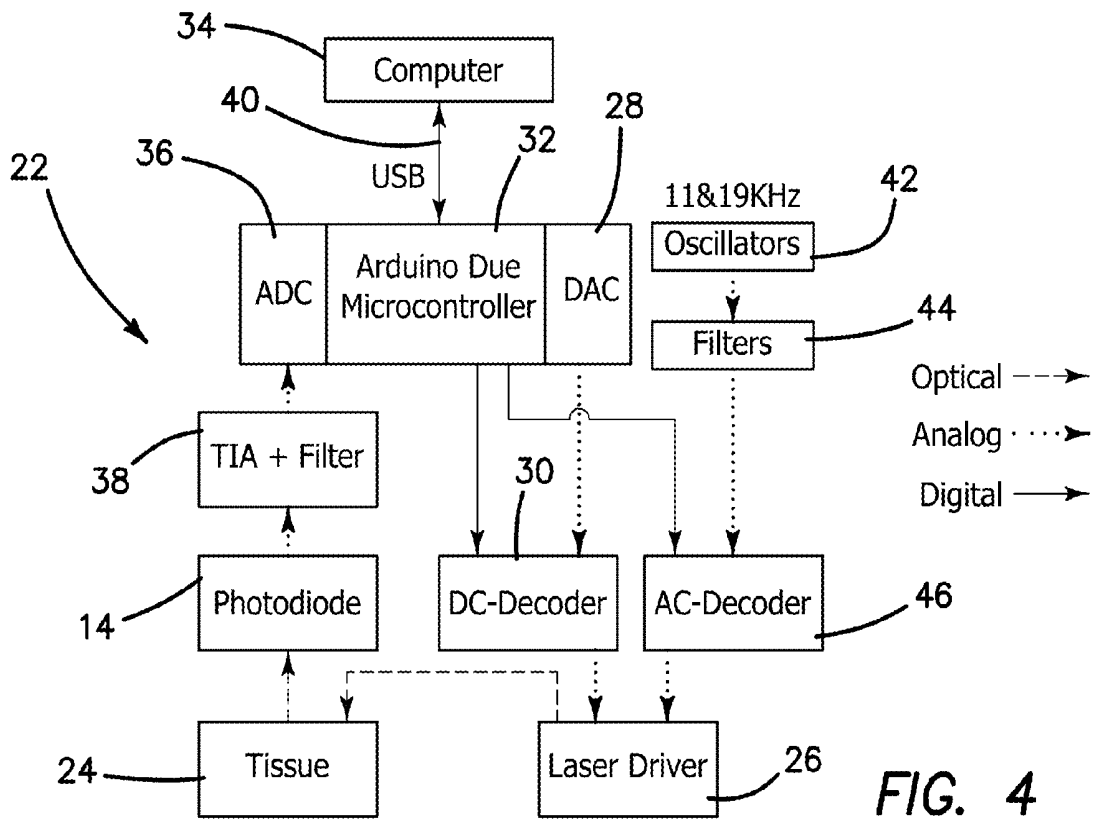 34
Computer
40
28
36
32
22
USB
11&19KHz
42
Oscillators
ADC
Arduino Due
Microcontroller
DAC
44
Filters
Optical
Analog
Digital
TIA + Filter
38
30
Photodiode
DC-Decoder
AC-Decoder
14
46
Tissue
Laser Driver
24
26
FIG. 4